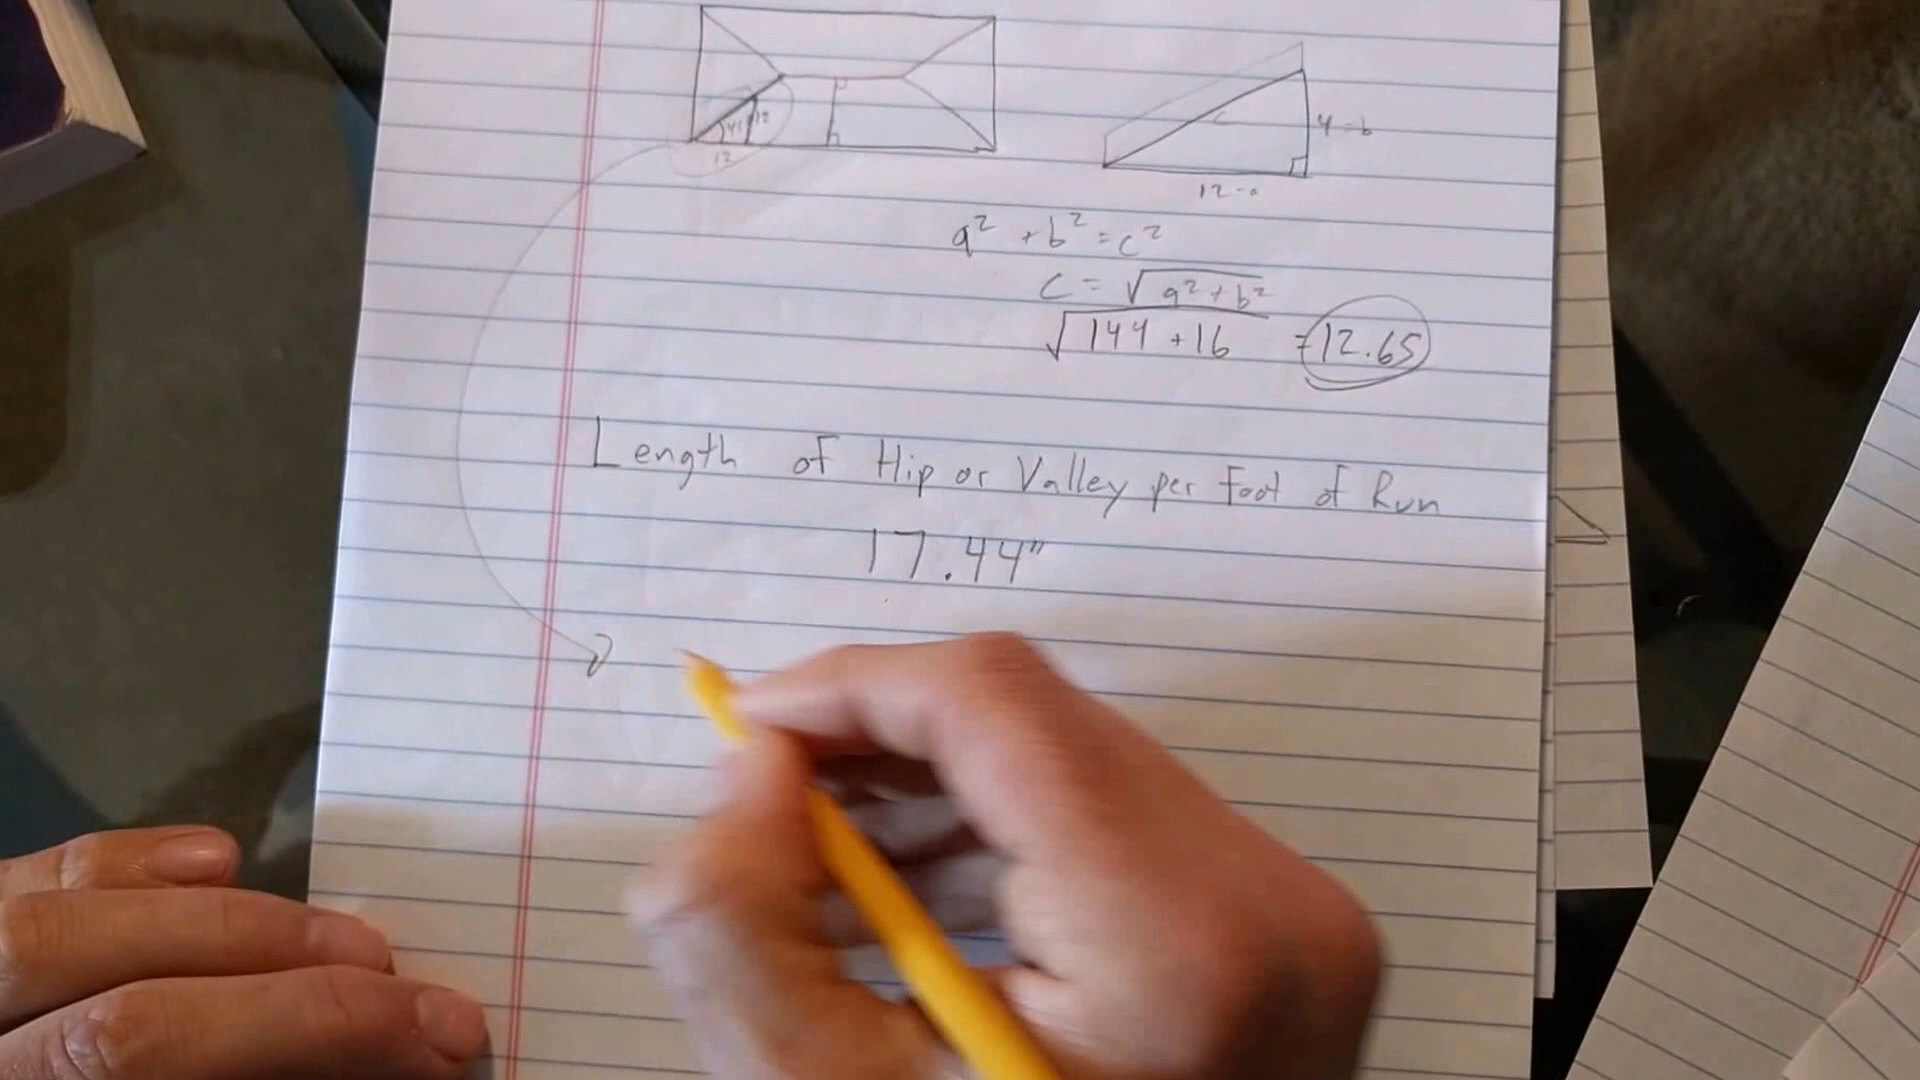 45° 12
12
c
4 = b
12 = a
a² + b² = c²
c = √a² + b²
√144 + 16 = 12.65
Length of Hip or Valley per Foot of Run
17.44"